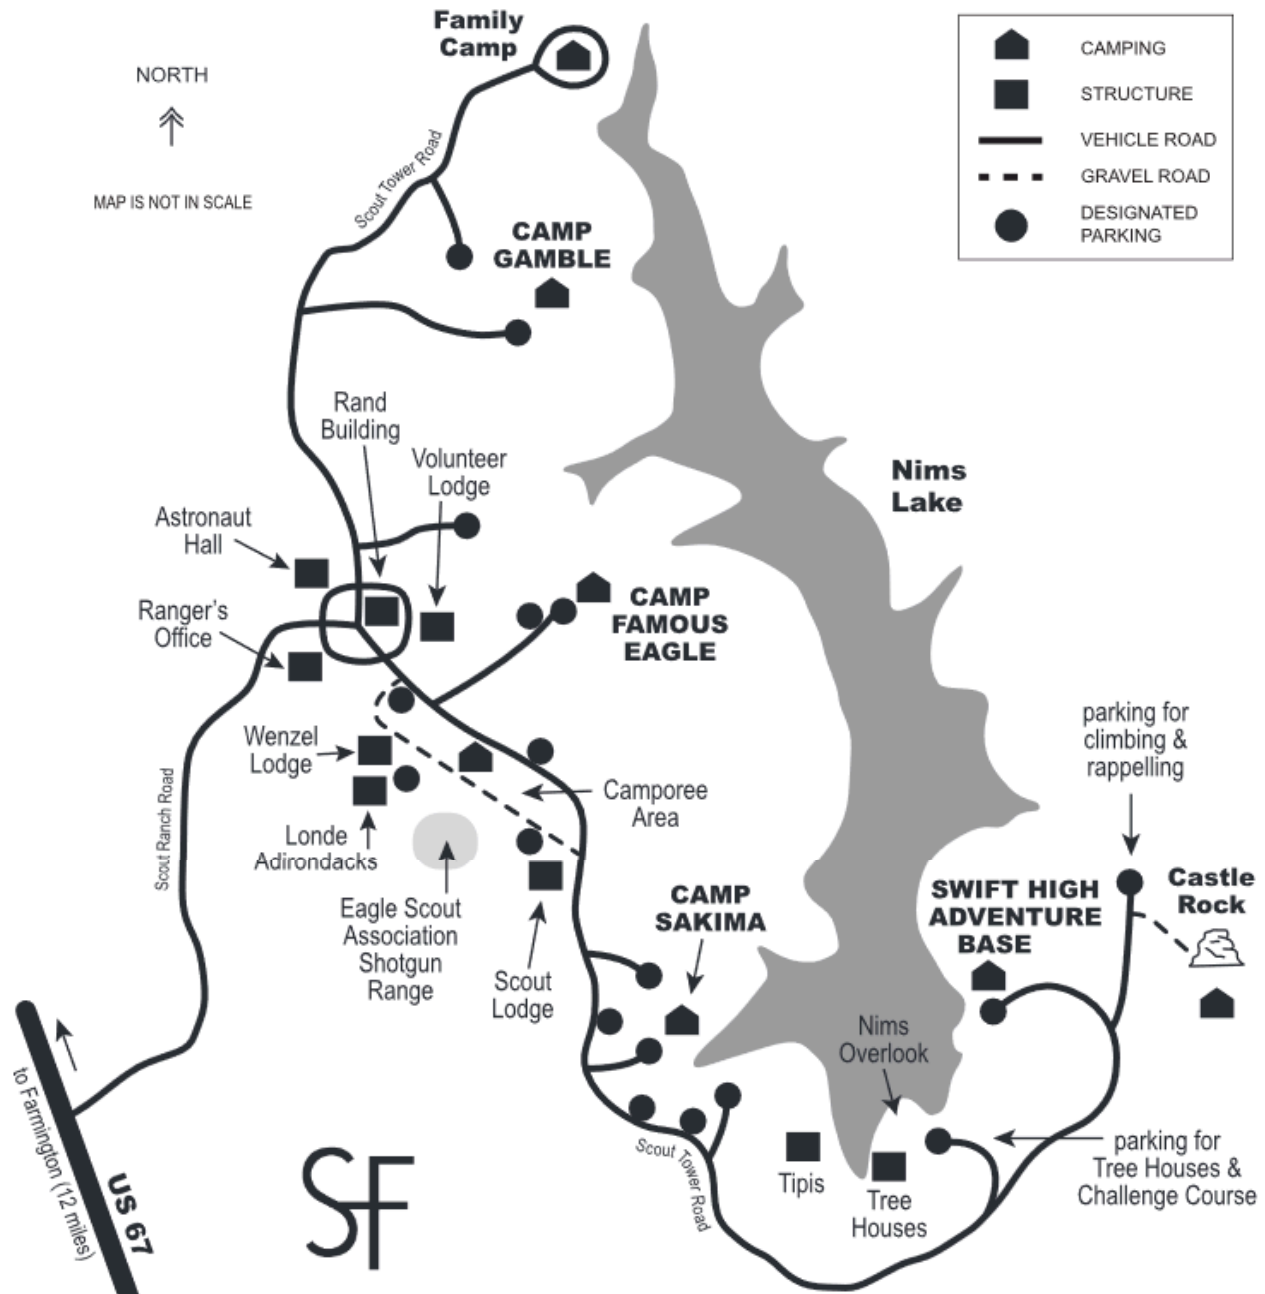 Family
Camp
NORTH
MAP IS NOT IN SCALE
CAMPING
STRUCTURE
VEHICLE ROAD
GRAVEL ROAD
DESIGNATED
PARKING
Scout Tower Road
CAMP
GAMBLE
Rand
Building
Volunteer
Lodge
Nims
Lake
Astronaut
Hall
Ranger's
Office
CAMP
FAMOUS
EAGLE
Wenzel
Lodge
parking for
climbing &
rappelling
Scout Ranch Road
Camporee
Area
Londe
Adirondacks
Eagle Scout
Association
Shotgun
Range
Scout
Lodge
CAMP
SAKIMA
SWIFT HIGH
ADVENTURE
BASE
Castle
Rock
Nims
Overlook
to Farmington (12 miles)
US 67
SF
Scout Tower Road
Tipis
Tree
Houses
parking for
Tree Houses &
Challenge Course